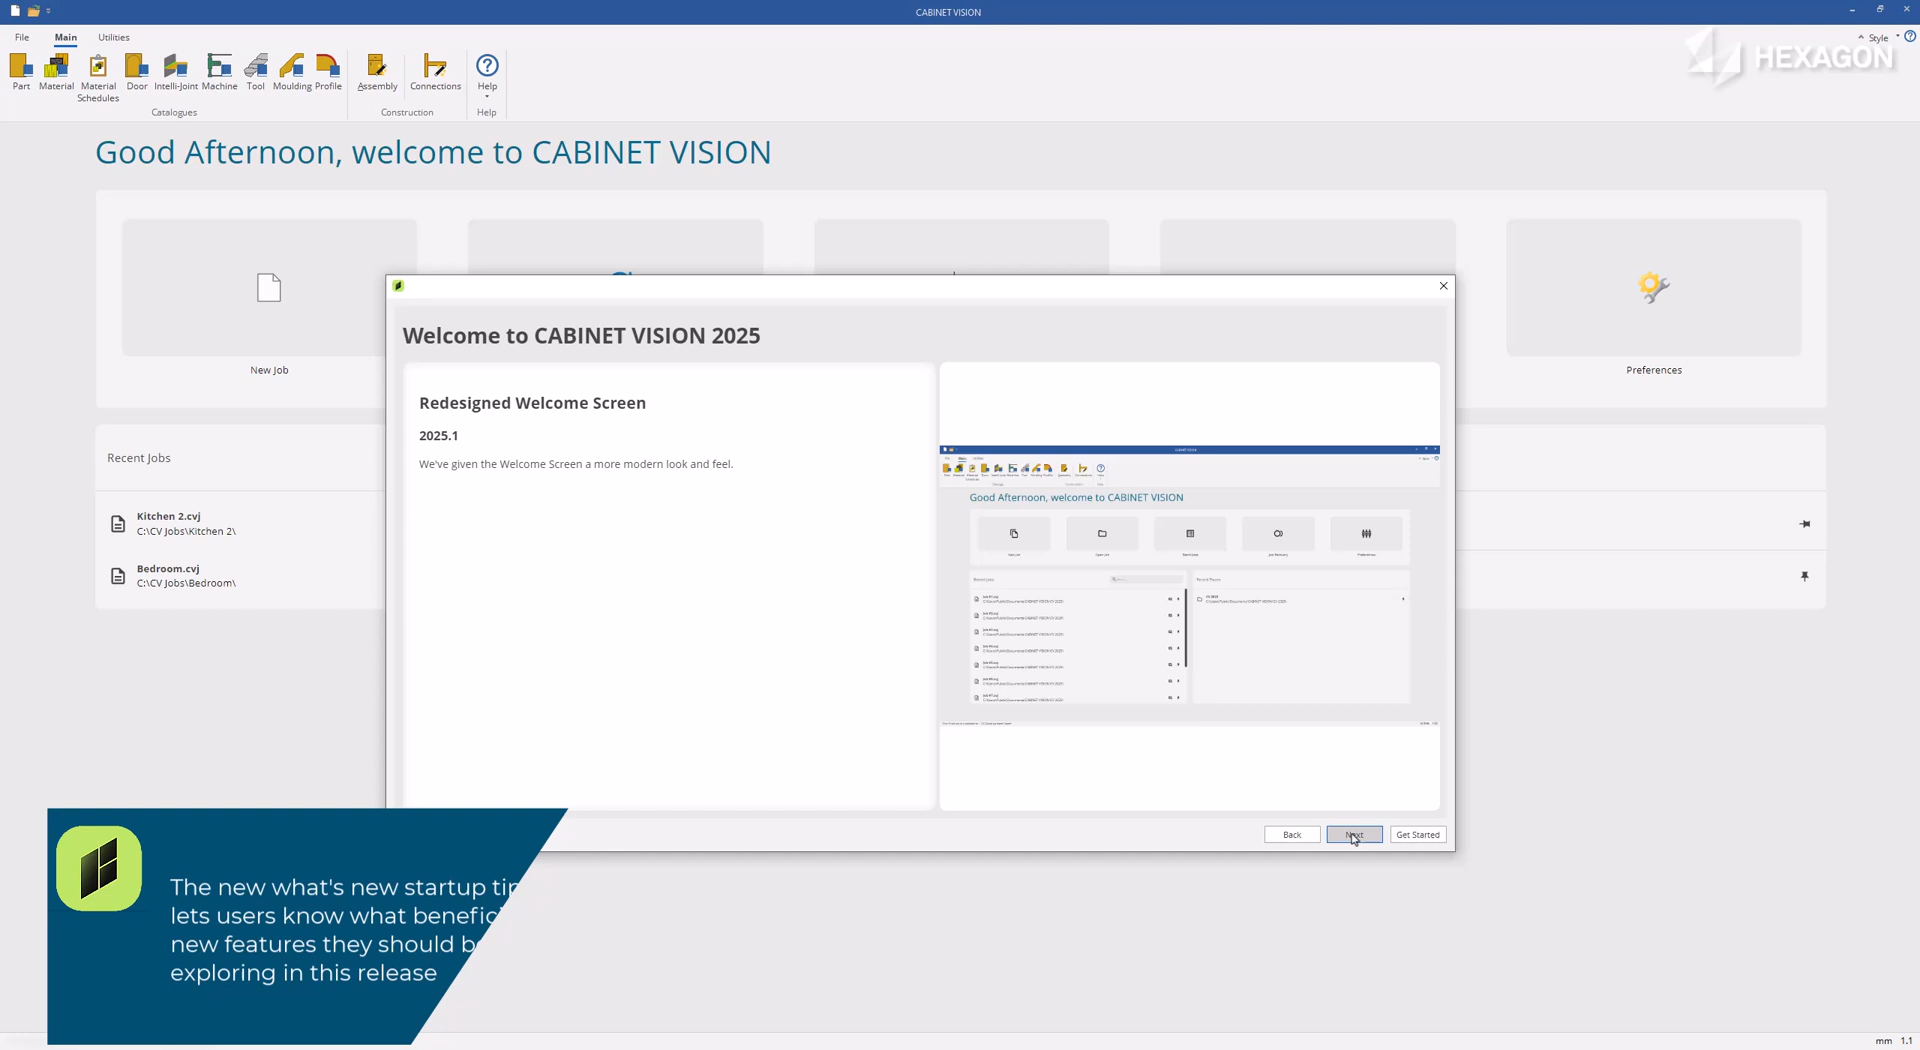 CABINET VISION
File
Main
Utilities
Style
HEXAGON
Part
Material
Material
Schedules
Door
Intelli-Joint
Machine
Tool
Moulding
Profile
Assembly
Connections
Help
Catalogues
Construction
Help
Good Afternoon, welcome to CABINET VISION
New Job
Preferences
Recent Jobs
Kitchen 2.cvj
C:\CV Jobs\Kitchen 2\
Bedroom.cvj
C:\CV Jobs\Bedroom\
Welcome to CABINET VISION 2025
Redesigned Welcome Screen
2025.1
We've given the Welcome Screen a more modern look and feel.
Good Afternoon, welcome to CABINET VISION
Back
Next
Get Started
The new what's new startup tip
lets users know what
new features they should
exploring in this release
mm
1.1